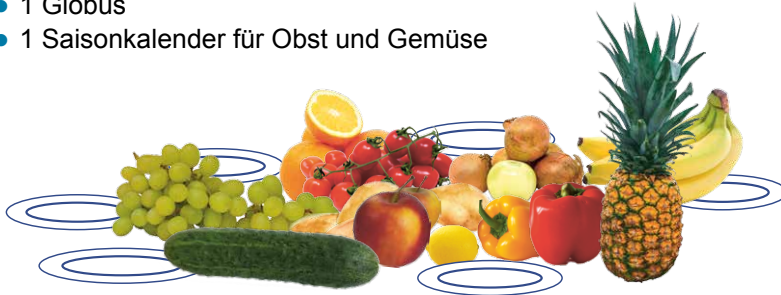 ● 1 Globus
● 1 Saisonkalender für Obst und Gemüse